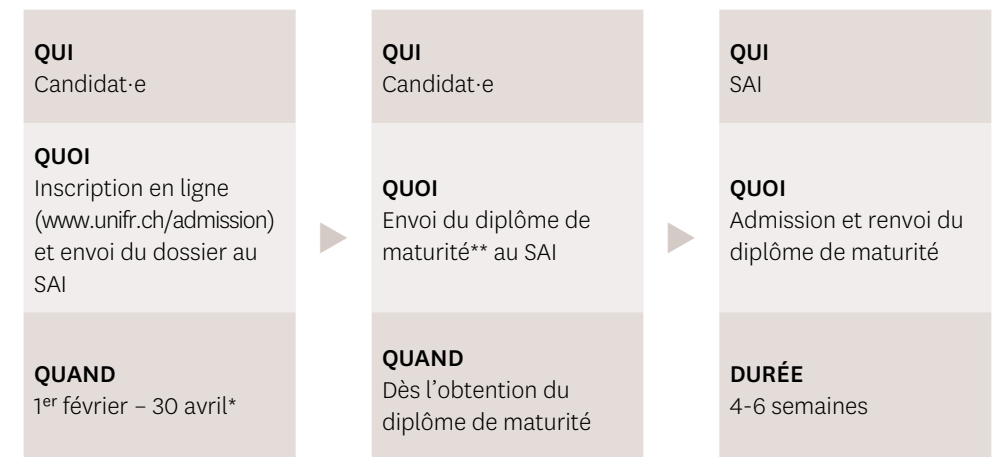 QUI
Candidat·e
QUOI
Inscription en ligne
(www.unifr.ch/admission)
et envoi du dossier au
SAI
QUAND
1er février – 30 avril*
QUI
Candidat·e
QUOI
Envoi du diplôme de
maturité** au SAI
QUAND
Dès l’obtention du
diplôme de maturité
QUI
SAI
QUOI
Admission et renvoi du
diplôme de maturité
DURÉE
4-6 semaines